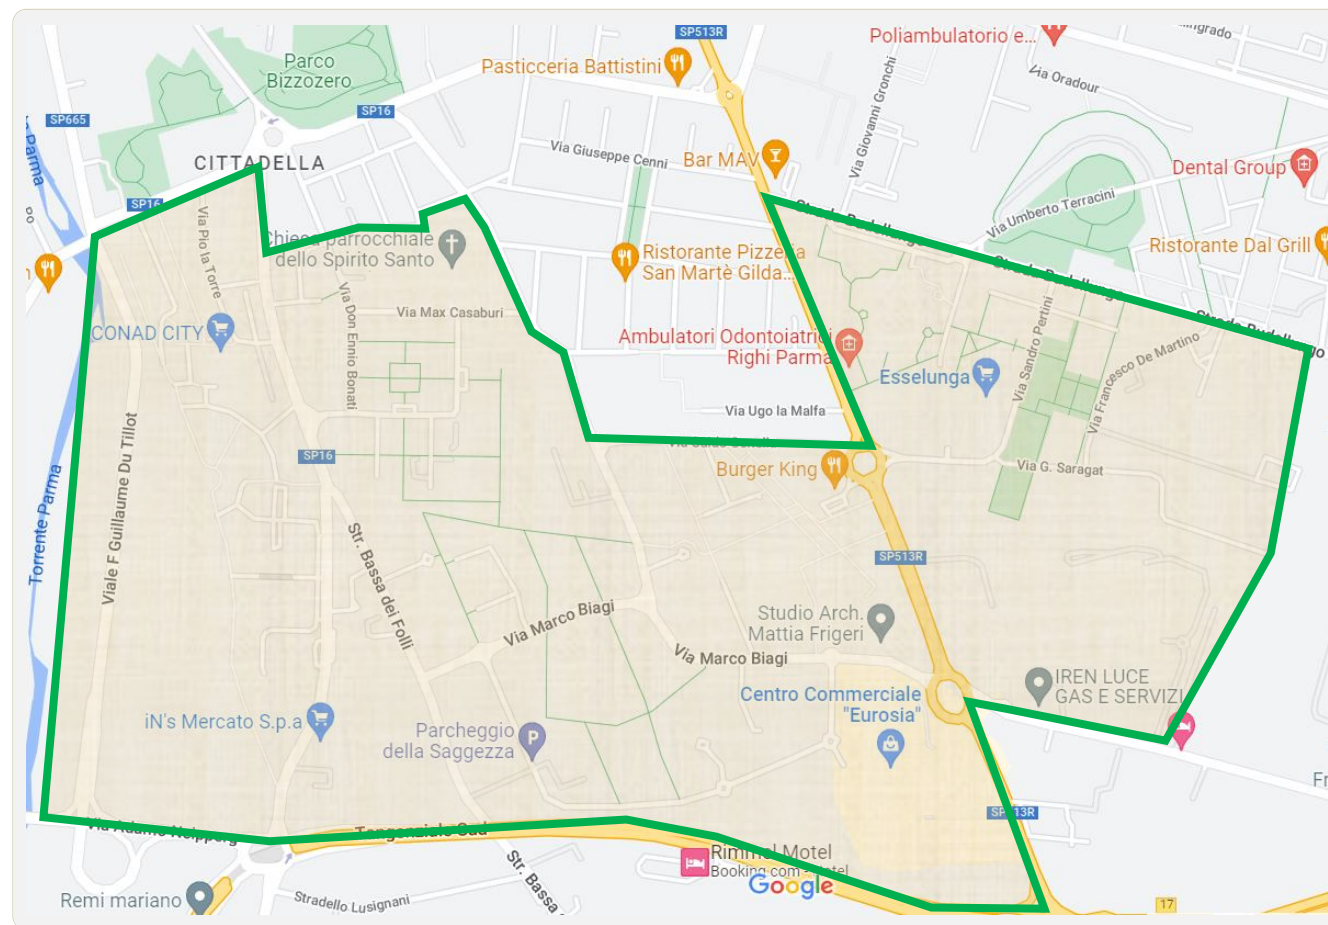 SP513R
Poliambulatorio e...
Parco
Bizzozero
Pasticceria Battistini
Via Oradour
SP16
SP665
Via Giovanni Gronchi
CITTADELLA
Via Giuseppe Cenni
Bar MAV
Dental Group
SP16
Via Umberto Terracini
Via Pio la Torre
Chiesa parrocchiale
dello Spirito Santo
Ristorante Pizzeria
San Martè Gilda...
Ristorante Dal Grill
Strada Budellungo
Via Don Ennio Bonati
Via Max Casaburi
CONAD CITY
Ambulatori Odontoiatrici
Righi Parma
Via Sandro Pertini
Via Francesco De Martino
Esselunga
Via Ugo la Malfa
SP16
Burger King
Via G. Saragat
Torrente Parma
Viale F Guillaume Du Tillot
Str. Bassa dei Folli
SP513R
Via Marco Biagi
Studio Arch.
Mattia Frigeri
Via Marco Biagi
IREN LUCE
GAS E SERVIZI
Centro Commerciale
"Eurosia"
iN's Mercato S.p.a
Parcheggio
della Saggezza
SP513R
Via Adamo Neipperg
Tangenziale Sud
Rimmel Motel
Booking.com
Google
Str. Bassa
Remi mariano
Stradello Lusignani
17